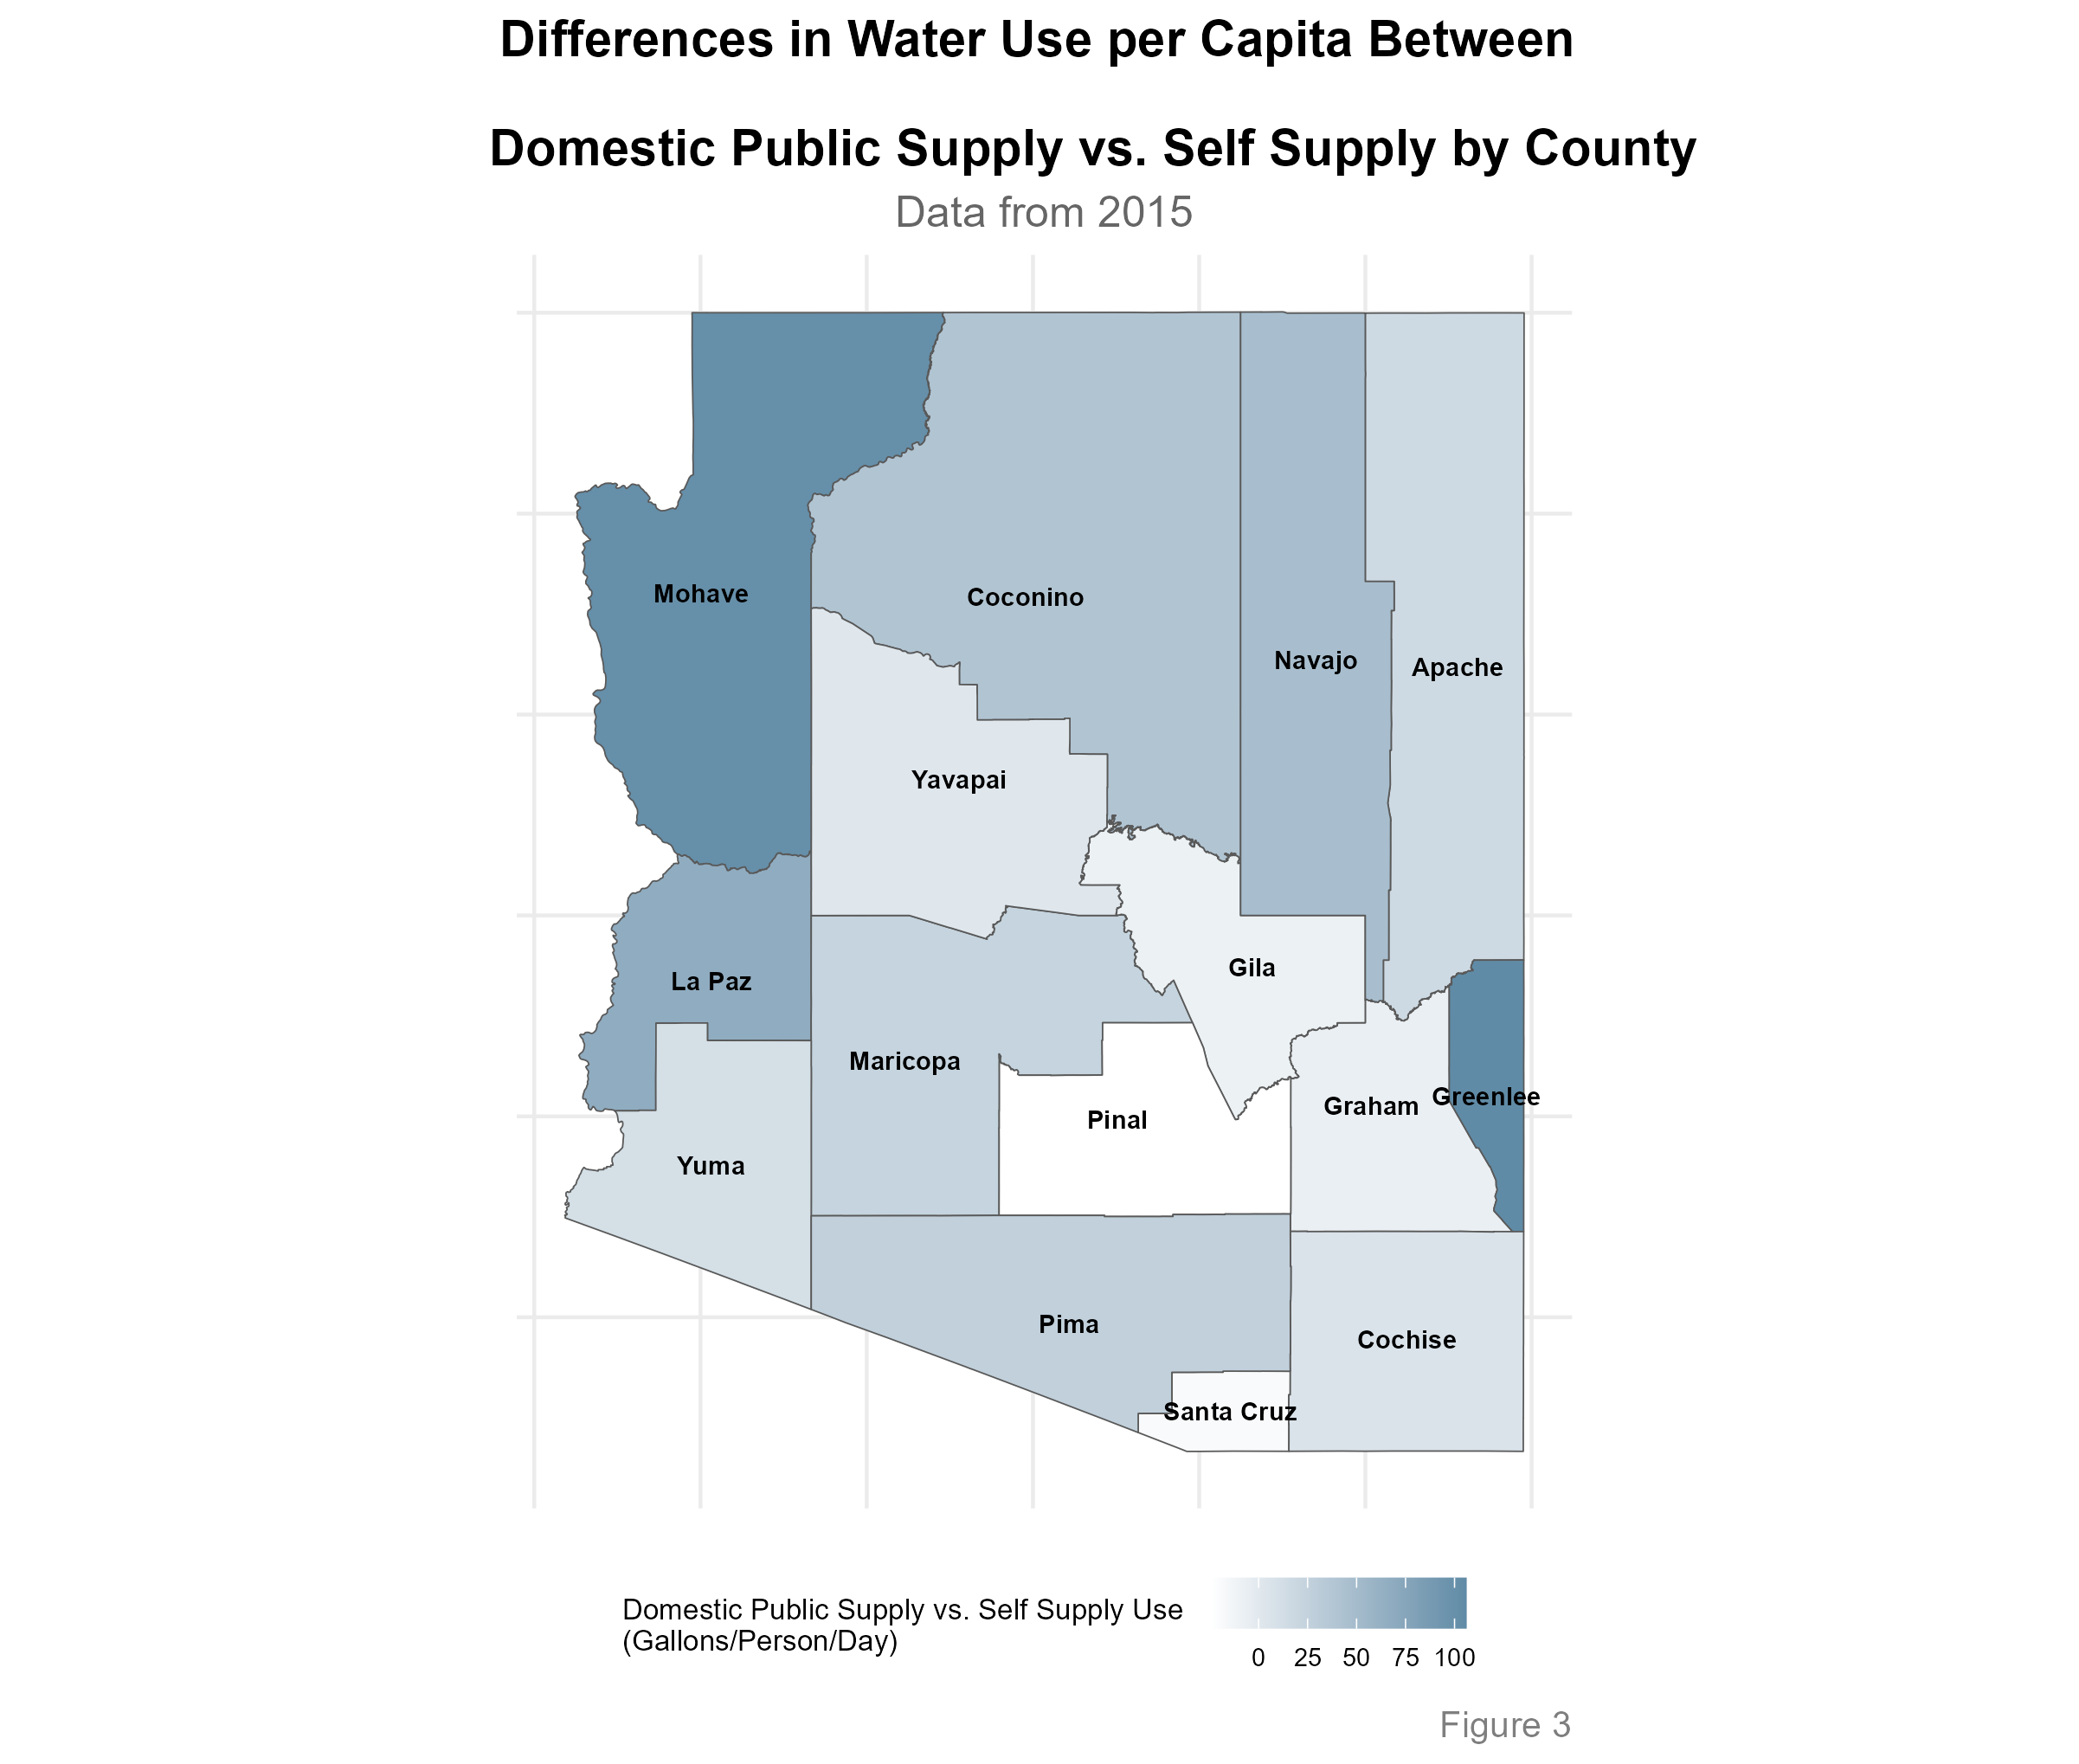 Differences in Water Use per Capita Between
Domestic Public Supply vs. Self Supply by County
Data from 2015
Mohave
Coconino
Navajo
Apache
Yavapai
La Paz
Gila
Maricopa
Greenlee
Graham
Pinal
Yuma
Pima
Cochise
Santa Cruz
Domestic Public Supply vs. Self Supply Use
(Gallons/Person/Day)
0 25 50 75 100
Figure 3